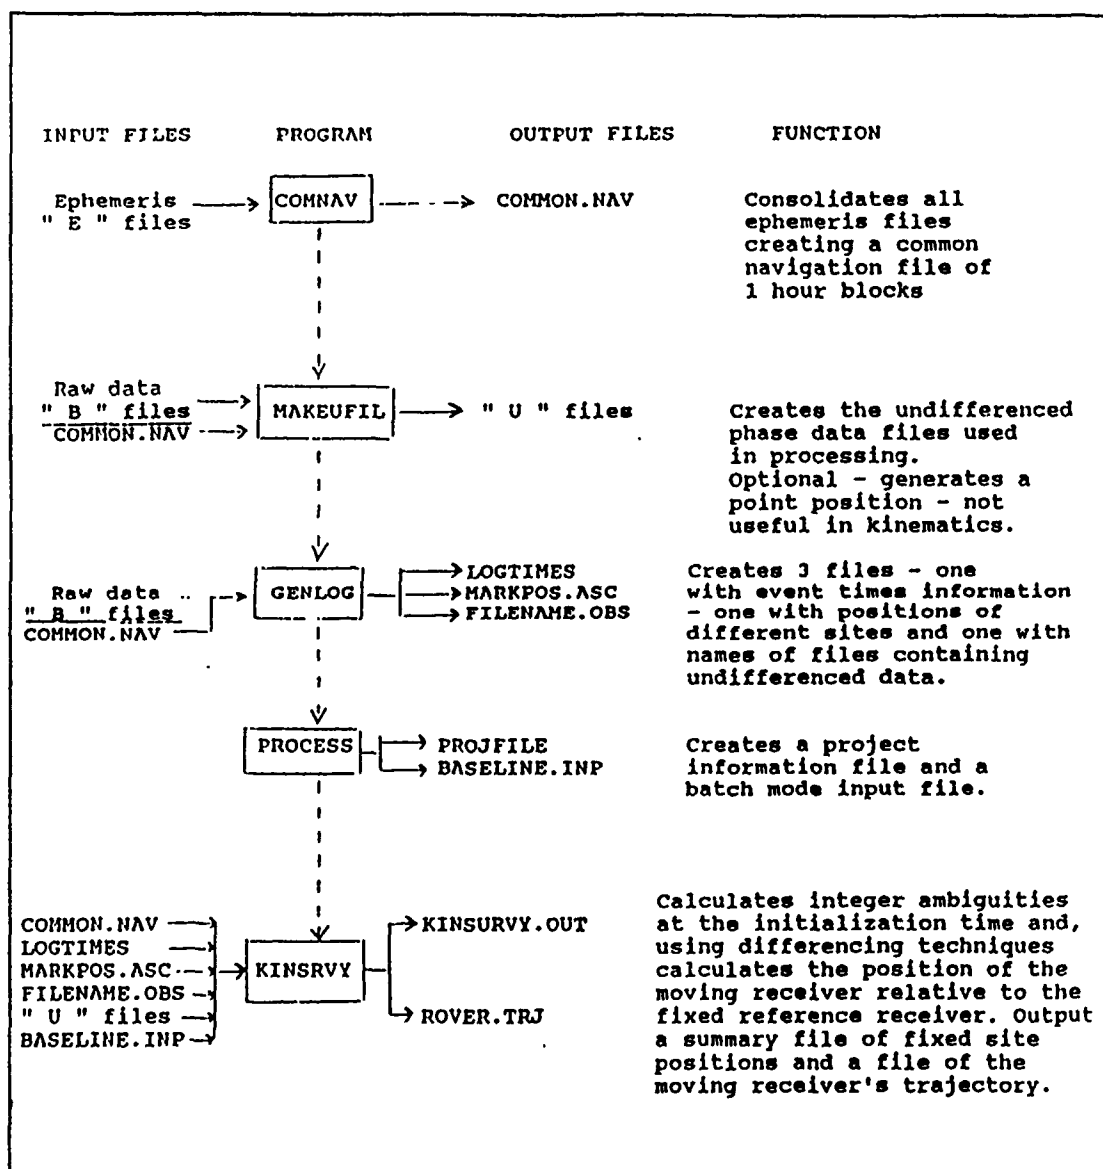 INPUT FILES PROGRAM OUTPUT FILES FUNCTION
Ephemeris
" E " files
COMNAV
COMMON.NAV
Consolidates all
ephemeris files
creating a common
navigation file of
1 hour blocks
Raw data
" B " files
COMMON.NAV
MAKEUFIL
" U " files
Creates the undifferenced
phase data files used
in processing.
Optional - generates a
point position - not
useful in kinematics.
Raw data
" B " files
COMMON.NAV
GENLOG
LOGTIMES
MARKPOS.ASC
FILENAME.OBS
Creates 3 files - one
with event times information
- one with positions of
different sites and one with
names of files containing
undifferenced data.
PROCESS
PROJFILE
BASELINE.INP
Creates a project
information file and a
batch mode input file.
COMMON.NAV
LOGTIMES
MARKPOS.ASC
FILENAME.OBS
" U " files
BASELINE.INP
KINSRVY
KINSURVY.OUT
ROVER.TRJ
Calculates integer ambiguities
at the initialization time and,
using differencing techniques
calculates the position of the
moving receiver relative to the
fixed reference receiver. Output
a summary file of fixed site
positions and a file of the
moving receiver's trajectory.